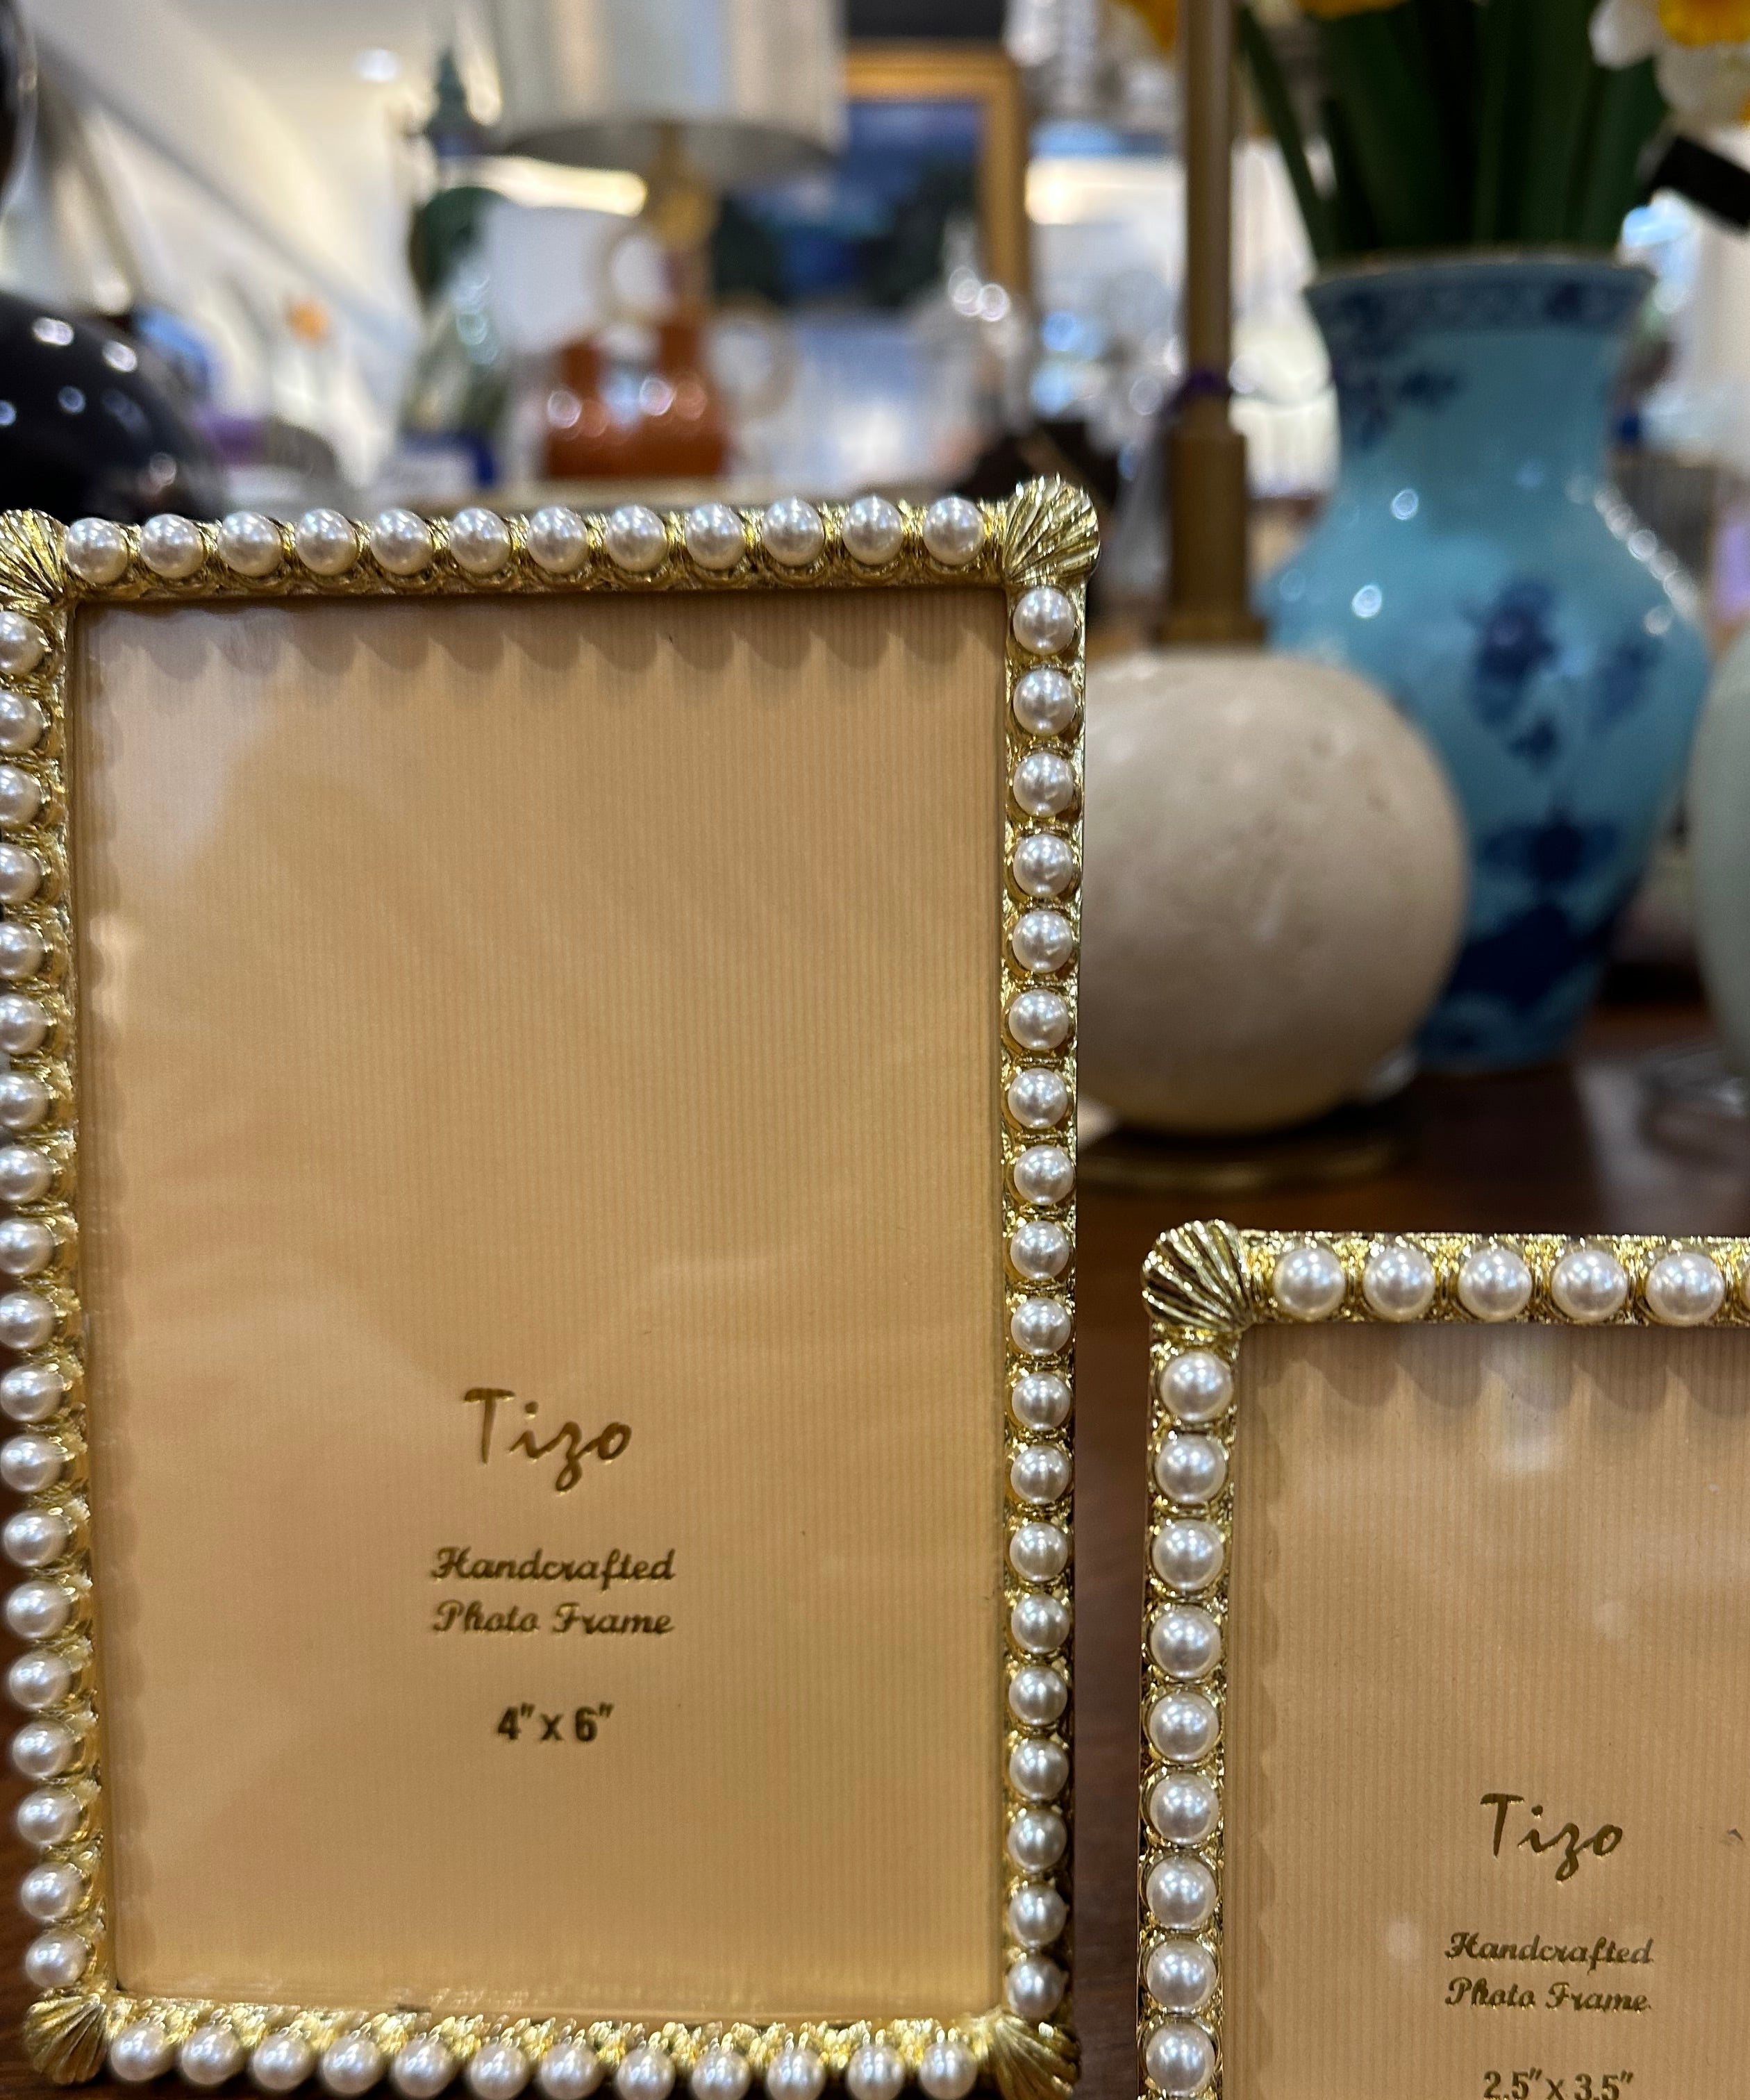 Tizo
Handcrafted
Photo Frame
4" x 6"
Tizo
Handcrafted
Photo Frame
2.5" x 3.5"